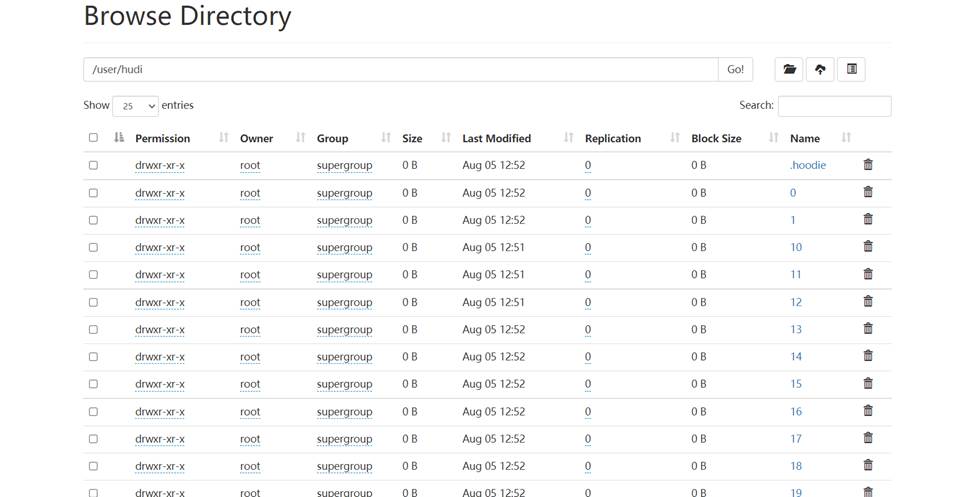 Browse Directory
/user/hudi Go!
Show 25 entries Search:
Permission Owner Group Size Last Modified Replication Block Size Name
drwxr-xr-x root supergroup 0 B Aug 05 12:52 0 0 B .hoodie
drwxr-xr-x root supergroup 0 B Aug 05 12:52 0 0 B 0
drwxr-xr-x root supergroup 0 B Aug 05 12:52 0 0 B 1
drwxr-xr-x root supergroup 0 B Aug 05 12:51 0 0 B 10
drwxr-xr-x root supergroup 0 B Aug 05 12:51 0 0 B 11
drwxr-xr-x root supergroup 0 B Aug 05 12:51 0 0 B 12
drwxr-xr-x root supergroup 0 B Aug 05 12:52 0 0 B 13
drwxr-xr-x root supergroup 0 B Aug 05 12:52 0 0 B 14
drwxr-xr-x root supergroup 0 B Aug 05 12:52 0 0 B 15
drwxr-xr-x root supergroup 0 B Aug 05 12:52 0 0 B 16
drwxr-xr-x root supergroup 0 B Aug 05 12:52 0 0 B 17
drwxr-xr-x root supergroup 0 B Aug 05 12:52 0 0 B 18
drwxr-xr-x root supergroup 0 B Aug 05 12:52 0 0 B 19